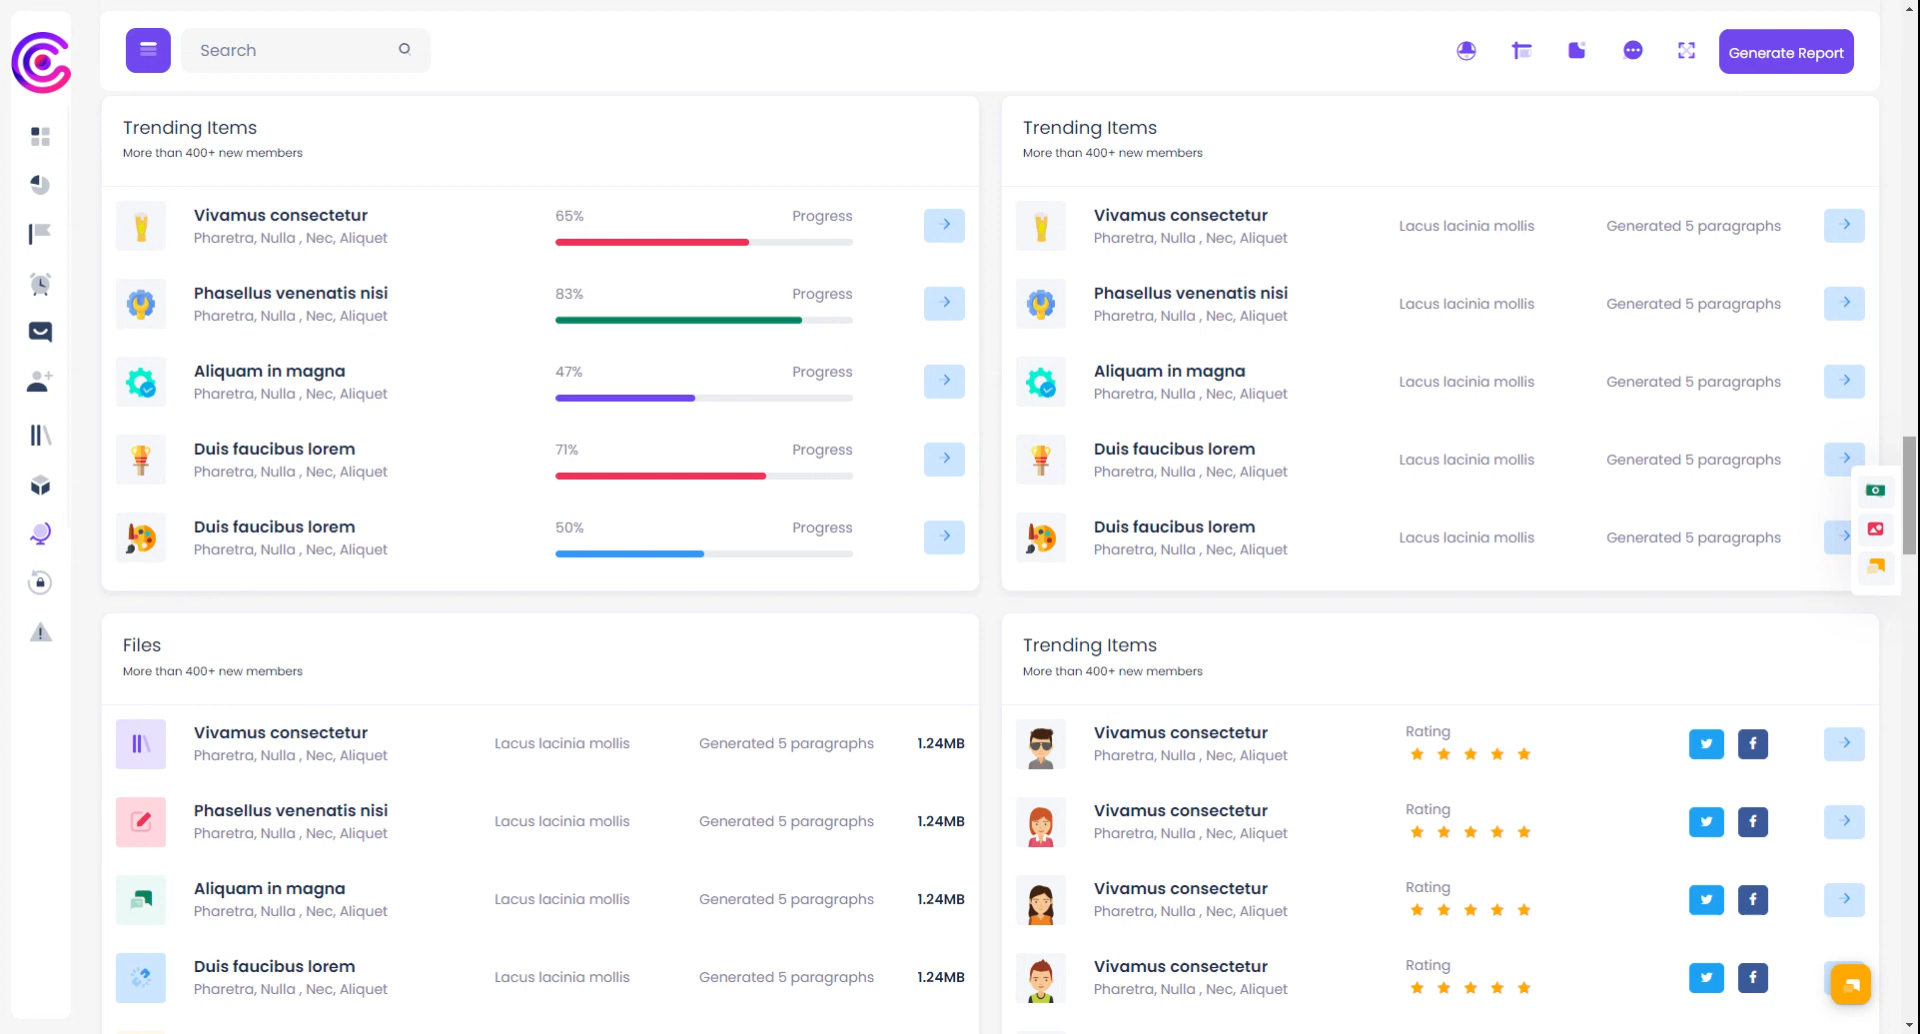 Search
Generate Report
Trending Items
More than 400+ new members
Vivamus consectetur
Pharetra, Nulla , Nec, Aliquet
65%
Progress
Phasellus venenatis nisi
Pharetra, Nulla , Nec, Aliquet
83%
Progress
Aliquam in magna
Pharetra, Nulla , Nec, Aliquet
47%
Progress
Duis faucibus lorem
Pharetra, Nulla , Nec, Aliquet
71%
Progress
Duis faucibus lorem
Pharetra, Nulla , Nec, Aliquet
50%
Progress
Trending Items
More than 400+ new members
Vivamus consectetur
Pharetra, Nulla , Nec, Aliquet
Lacus lacinia mollis
Generated 5 paragraphs
Phasellus venenatis nisi
Pharetra, Nulla , Nec, Aliquet
Lacus lacinia mollis
Generated 5 paragraphs
Aliquam in magna
Pharetra, Nulla , Nec, Aliquet
Lacus lacinia mollis
Generated 5 paragraphs
Duis faucibus lorem
Pharetra, Nulla , Nec, Aliquet
Lacus lacinia mollis
Generated 5 paragraphs
Duis faucibus lorem
Pharetra, Nulla , Nec, Aliquet
Lacus lacinia mollis
Generated 5 paragraphs
Files
More than 400+ new members
Vivamus consectetur
Pharetra, Nulla , Nec, Aliquet
Lacus lacinia mollis
Generated 5 paragraphs
1.24MB
Phasellus venenatis nisi
Pharetra, Nulla , Nec, Aliquet
Lacus lacinia mollis
Generated 5 paragraphs
1.24MB
Aliquam in magna
Pharetra, Nulla , Nec, Aliquet
Lacus lacinia mollis
Generated 5 paragraphs
1.24MB
Duis faucibus lorem
Pharetra, Nulla , Nec, Aliquet
Lacus lacinia mollis
Generated 5 paragraphs
1.24MB
Trending Items
More than 400+ new members
Vivamus consectetur
Pharetra, Nulla , Nec, Aliquet
Rating
Vivamus consectetur
Pharetra, Nulla , Nec, Aliquet
Rating
Vivamus consectetur
Pharetra, Nulla , Nec, Aliquet
Rating
Vivamus consectetur
Pharetra, Nulla , Nec, Aliquet
Rating